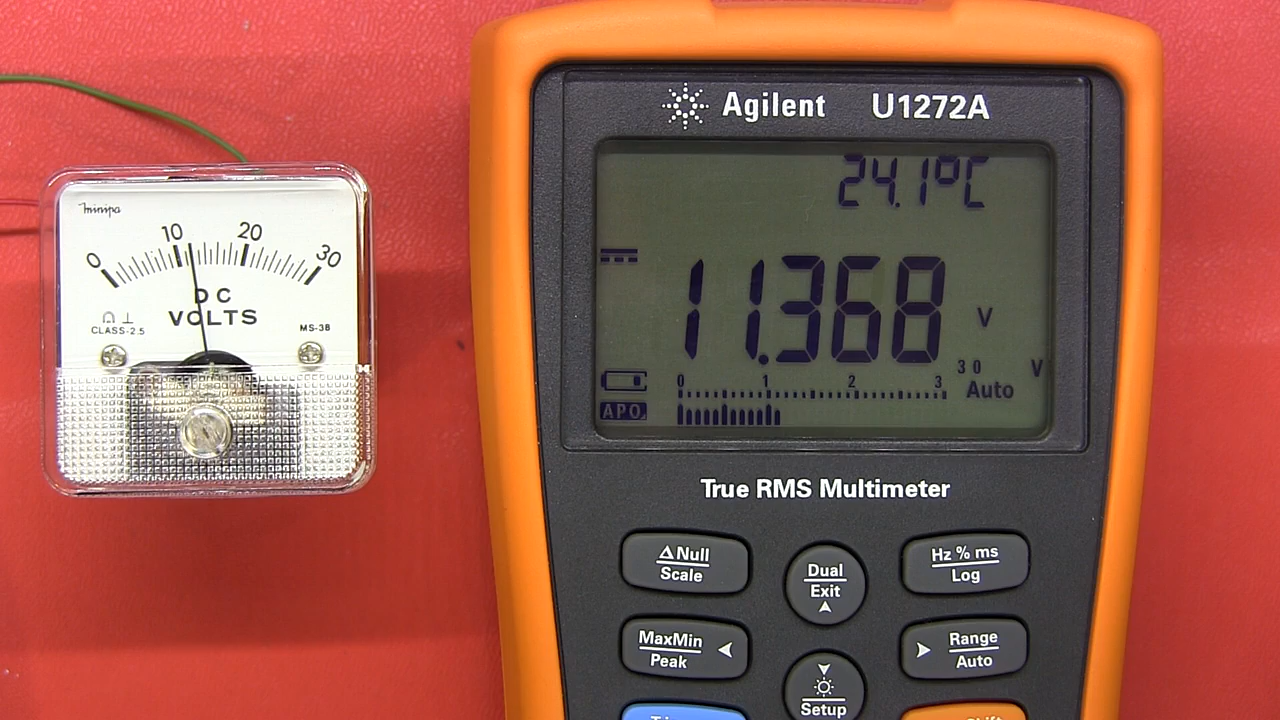 minipa
0 10 20 30
DC
VOLTS
CLASS-2.5
MS-38
Agilent U1272A
24.1°C
11.368 V
30 V
0 1 2 3
Auto
APO
True RMS Multimeter
ΔNull
Scale
Dual
Exit
Hz % ms
Log
MaxMin
Peak
Range
Auto
Setup